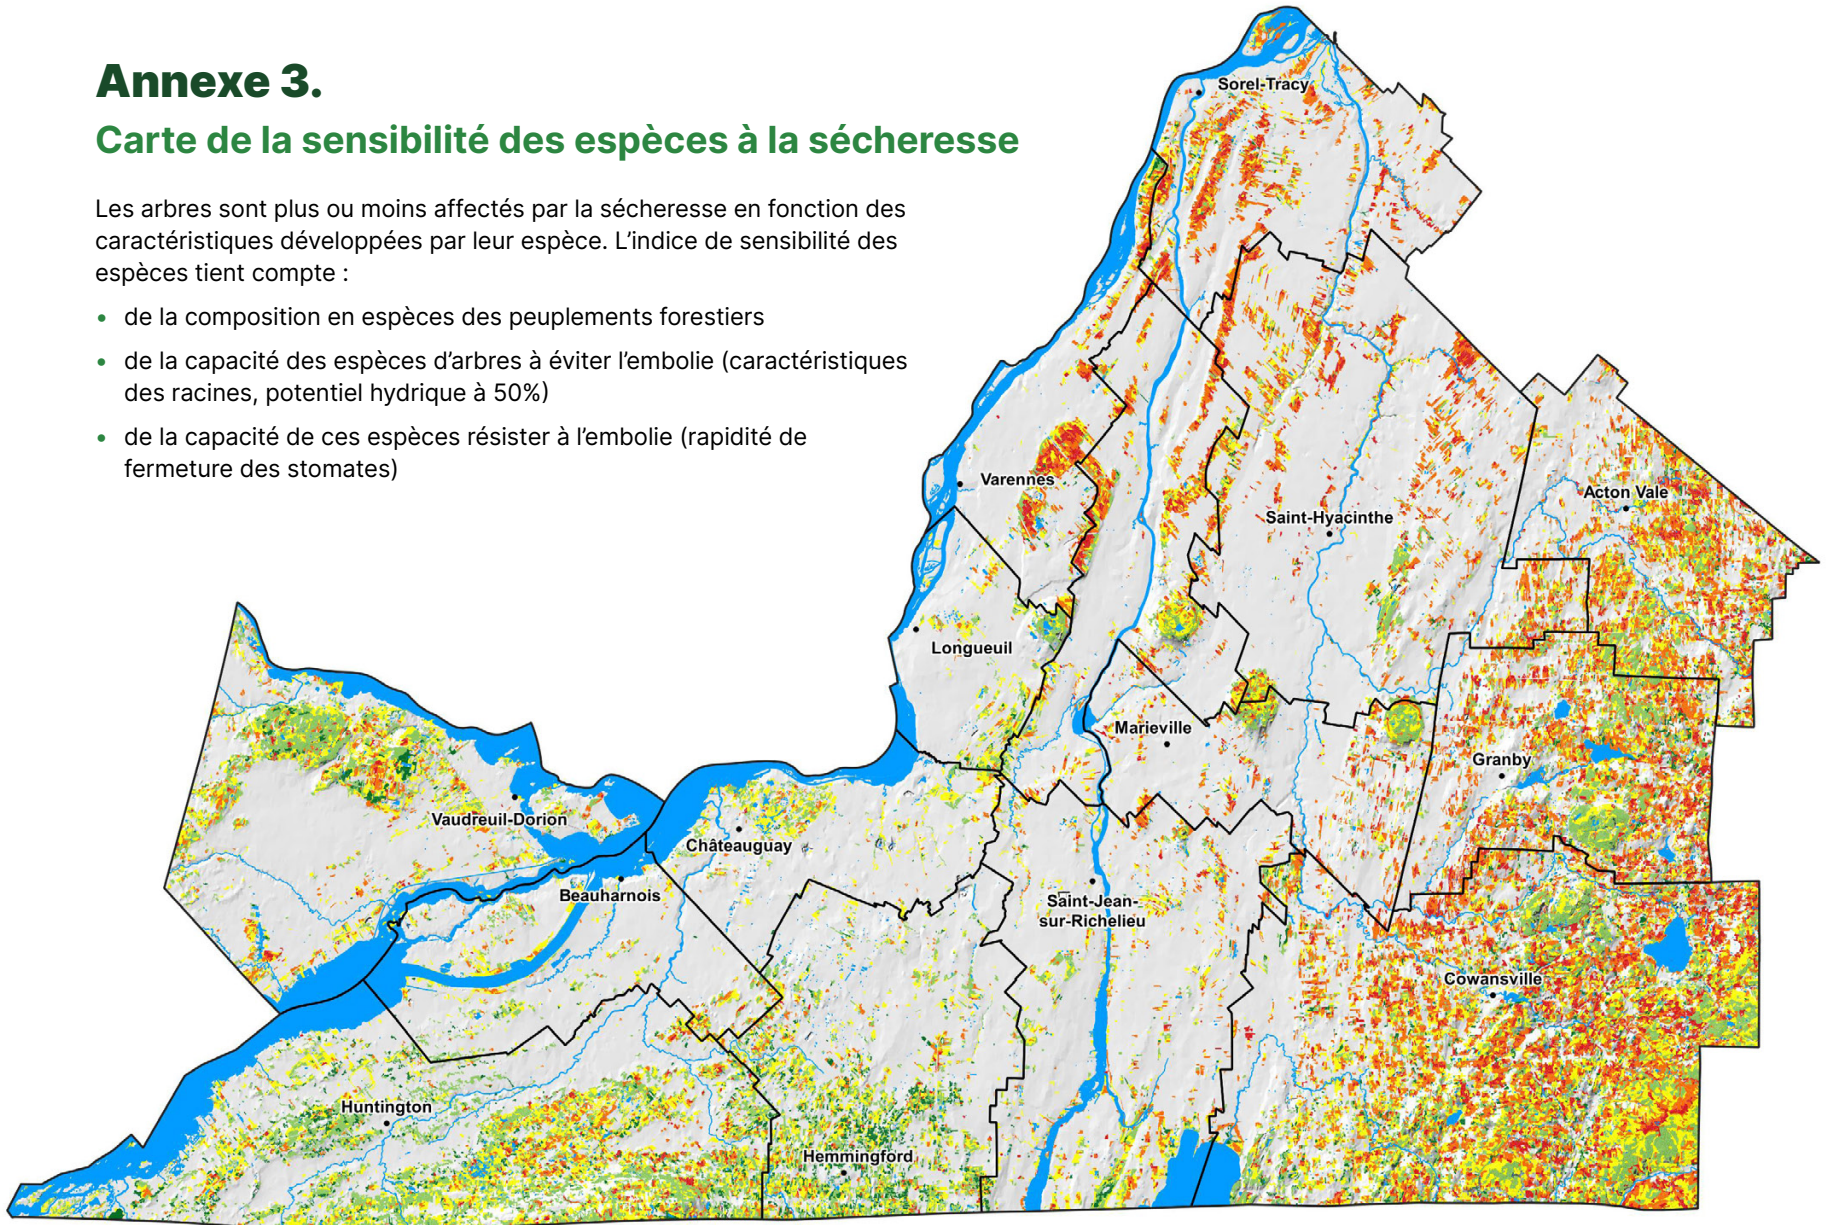 Annexe 3.
Carte de la sensibilité des espèces à la sécheresse
Les arbres sont plus ou moins affectés par la sécheresse en fonction des
caractéristiques développées par leur espèce. L’indice de sensibilité des
espèces tient compte :
• de la composition en espèces des peuplements forestiers
• de la capacité des espèces d’arbres à éviter l’embolie (caractéristiques
des racines, potentiel hydrique à 50%)
• de la capacité de ces espèces résister à l’embolie (rapidité de
fermeture des stomates)
Sorel-Tracy
Varennes
Acton Vale
Saint-Hyacinthe
Longueuil
Marieville
Granby
Vaudreuil-Dorion
Châteauguay
Beauharnois
Saint-Jean-
sur-Richelieu
Cowansville
Huntington
Hemmingford